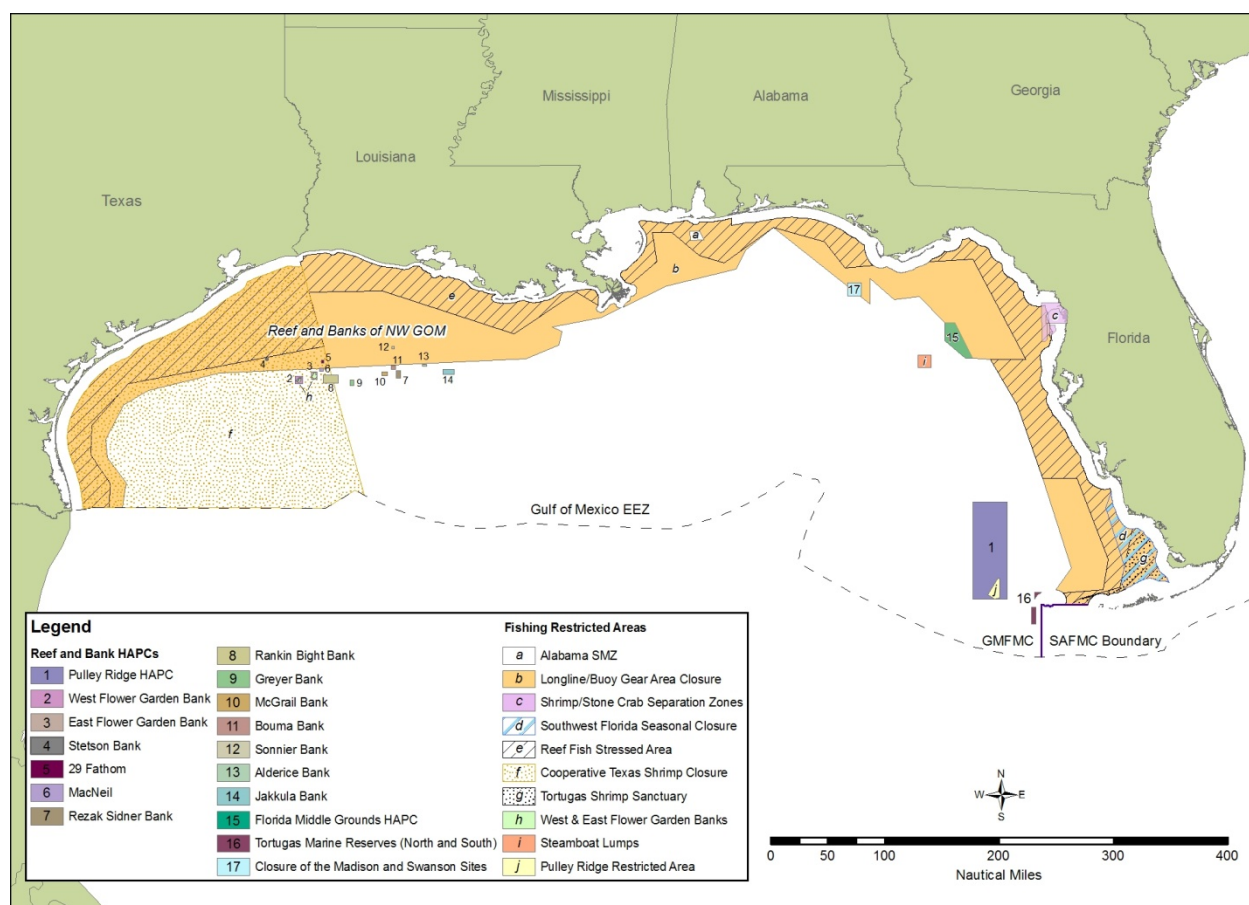 Mississippi
Alabama
Georgia
Louisiana
Texas
Florida
a
b
e
17
c
Reef and Banks of NW GOM
12
15
4
5
6
11
13
i
3
2
8
9
10
7
14
h
f
Gulf of Mexico EEZ
1
d
g
j
16
GMFMC
SAFMC Boundary
Legend
Reef and Bank HAPCs
1 Pulley Ridge HAPC
2 West Flower Garden Bank
3 East Flower Garden Bank
4 Stetson Bank
5 29 Fathom
6 MacNeil
7 Rezak Sidner Bank
8 Rankin Bight Bank
9 Greyer Bank
10 McGrail Bank
11 Bouma Bank
12 Sonnier Bank
13 Alderice Bank
14 Jakkula Bank
15 Florida Middle Grounds HAPC
16 Tortugas Marine Reserves (North and South)
17 Closure of the Madison and Swanson Sites
Fishing Restricted Areas
a Alabama SMZ
b Longline/Buoy Gear Area Closure
c Shrimp/Stone Crab Separation Zones
d Southwest Florida Seasonal Closure
e Reef Fish Stressed Area
f Cooperative Texas Shrimp Closure
g Tortugas Shrimp Sanctuary
h West & East Flower Garden Banks
i Steamboat Lumps
j Pulley Ridge Restricted Area
N
W E
S
0 50 100 200 300 400
Nautical Miles